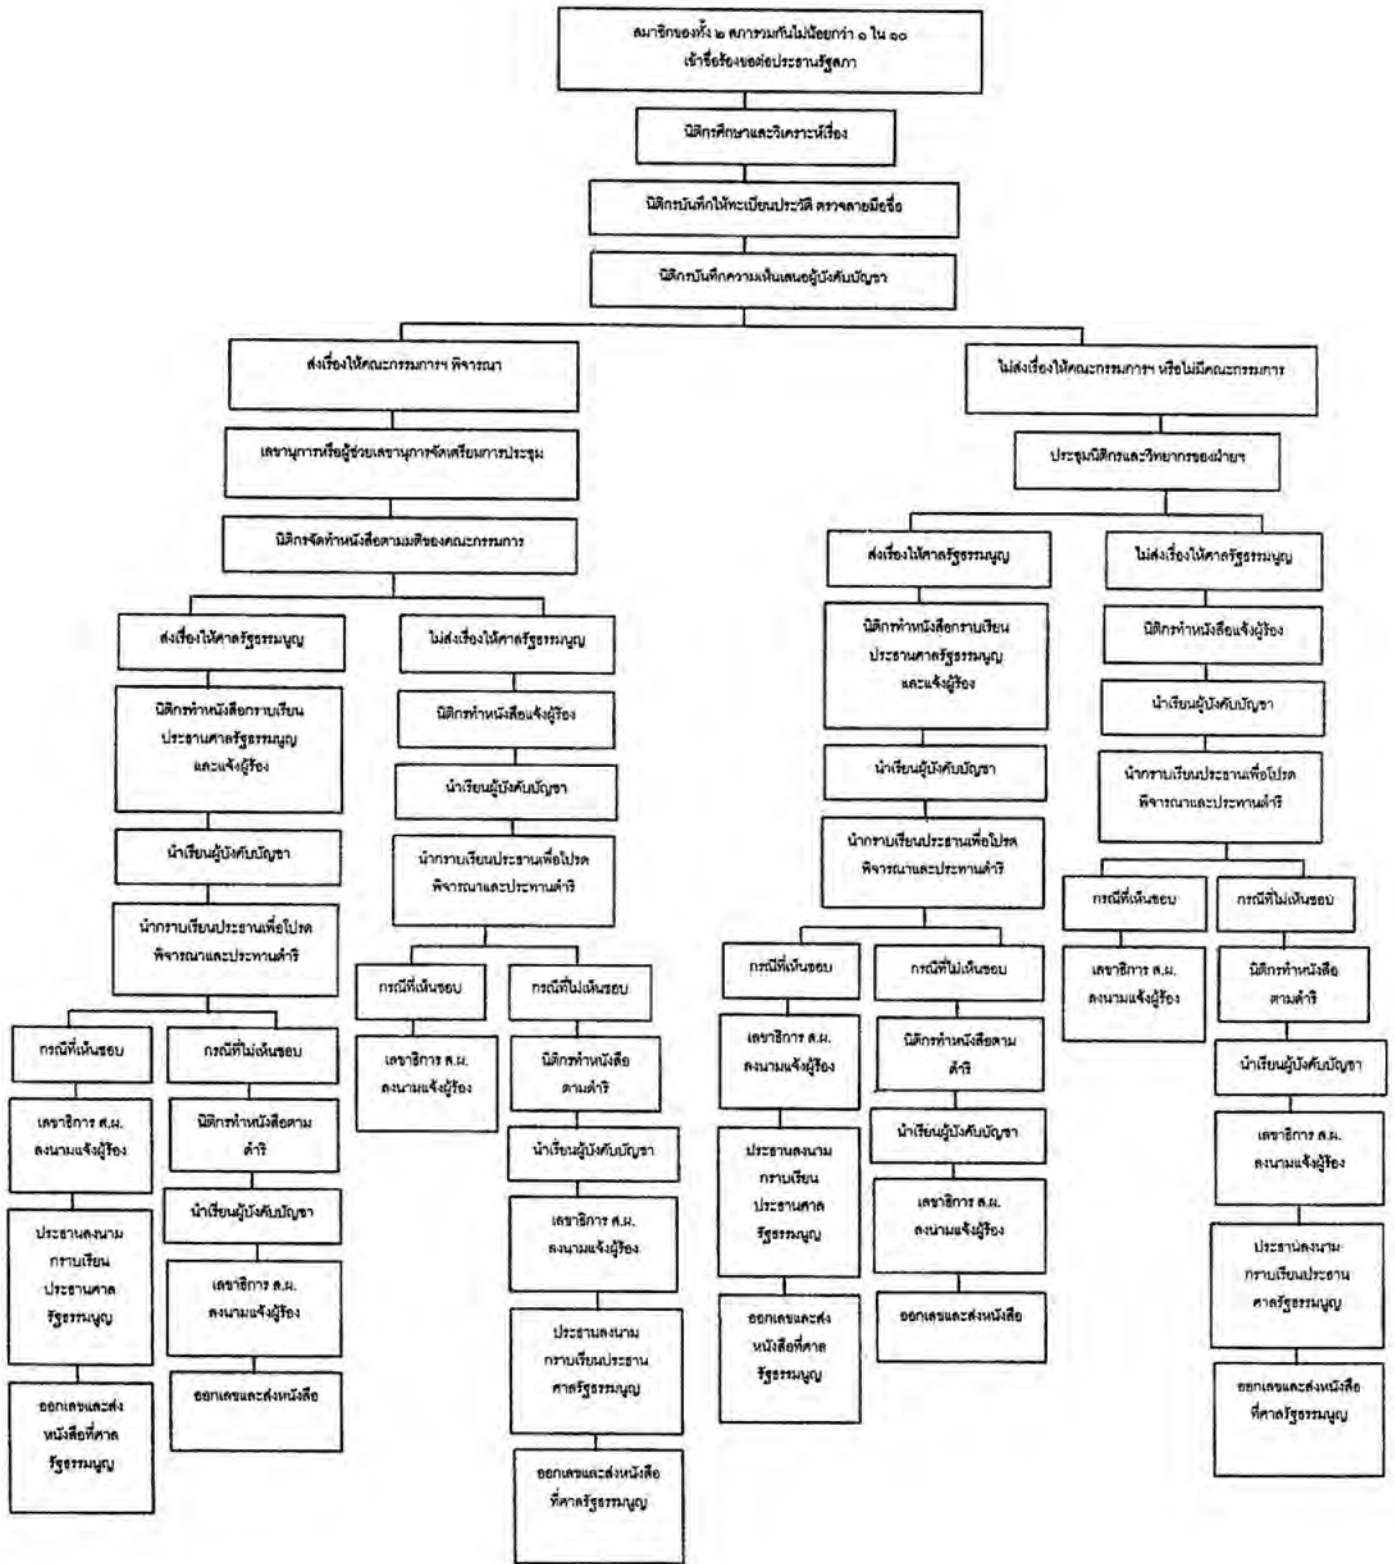 สมาชิกของทั้ง ๒ สภารวมกันไม่น้อยกว่า ๑ ใน ๑๐
เข้าชื่อร้องขอต่อประธานรัฐสภา
นิติกรศึกษาและวิเคราะห์เรื่อง
นิติกรบันทึกให้ทะเบียนประวัติ ตรวจลายมือชื่อ
นิติกรบันทึกความเห็นเสนอผู้บังคับบัญชา
ส่งเรื่องให้คณะกรรมการฯ พิจารณา
เลขานุการหรือผู้ช่วยเลขานุการจัดเตรียมการประชุม
นิติกรจัดทำหนังสือตามมติของคณะกรรมการ
ส่งเรื่องให้ศาลรัฐธรรมนูญ
นิติกรทำหนังสือกราบเรียน
ประธานศาลรัฐธรรมนูญ
และแจ้งผู้ร้อง
นำเรียนผู้บังคับบัญชา
นำกราบเรียนประธานเพื่อโปรด
พิจารณาและประทานดำริ
กรณีที่เห็นชอบ
เลขาธิการ ส.ผ.
ลงนามแจ้งผู้ร้อง
ประธานลงนาม
กราบเรียน
ประธานศาล
รัฐธรรมนูญ
ออกเลขและส่ง
หนังสือที่ศาล
รัฐธรรมนูญ
กรณีที่ไม่เห็นชอบ
นิติกรทำหนังสือตาม
ดำริ
นำเรียนผู้บังคับบัญชา
เลขาธิการ ส.ผ.
ลงนามแจ้งผู้ร้อง
ออกเลขและส่งหนังสือ
ไม่ส่งเรื่องให้ศาลรัฐธรรมนูญ
นิติกรทำหนังสือแจ้งผู้ร้อง
นำเรียนผู้บังคับบัญชา
นำกราบเรียนประธานเพื่อโปรด
พิจารณาและประทานดำริ
กรณีที่เห็นชอบ
เลขาธิการ ส.ผ.
ลงนามแจ้งผู้ร้อง
กรณีที่ไม่เห็นชอบ
นิติกรทำหนังสือ
ตามดำริ
นำเรียนผู้บังคับบัญชา
เลขาธิการ ส.ผ.
ลงนามแจ้งผู้ร้อง
ประธานลงนาม
กราบเรียนประธาน
ศาลรัฐธรรมนูญ
ออกเลขและส่งหนังสือ
ที่ศาลรัฐธรรมนูญ
ไม่ส่งเรื่องให้คณะกรรมการฯ หรือไม่มีคณะกรรมการ
ประชุมนิติกรและวิทยากรของฝ่ายฯ
ส่งเรื่องให้ศาลรัฐธรรมนูญ
นิติกรทำหนังสือกราบเรียน
ประธานศาลรัฐธรรมนูญ
และแจ้งผู้ร้อง
นำเรียนผู้บังคับบัญชา
นำกราบเรียนประธานเพื่อโปรด
พิจารณาและประทานดำริ
กรณีที่เห็นชอบ
เลขาธิการ ส.ผ.
ลงนามแจ้งผู้ร้อง
ประธานลงนาม
กราบเรียน
ประธานศาล
รัฐธรรมนูญ
ออกเลขและส่ง
หนังสือที่ศาล
รัฐธรรมนูญ
กรณีที่ไม่เห็นชอบ
นิติกรทำหนังสือตาม
ดำริ
นำเรียนผู้บังคับบัญชา
เลขาธิการ ส.ผ.
ลงนามแจ้งผู้ร้อง
ออกเลขและส่งหนังสือ
ไม่ส่งเรื่องให้ศาลรัฐธรรมนูญ
นิติกรทำหนังสือแจ้งผู้ร้อง
นำเรียนผู้บังคับบัญชา
นำกราบเรียนประธานเพื่อโปรด
พิจารณาและประทานดำริ
กรณีที่เห็นชอบ
เลขาธิการ ส.ผ.
ลงนามแจ้งผู้ร้อง
กรณีที่ไม่เห็นชอบ
นิติกรทำหนังสือ
ตามดำริ
นำเรียนผู้บังคับบัญชา
เลขาธิการ ส.ผ.
ลงนามแจ้งผู้ร้อง
ประธานลงนาม
กราบเรียนประธาน
ศาลรัฐธรรมนูญ
ออกเลขและส่งหนังสือ
ที่ศาลรัฐธรรมนูญ